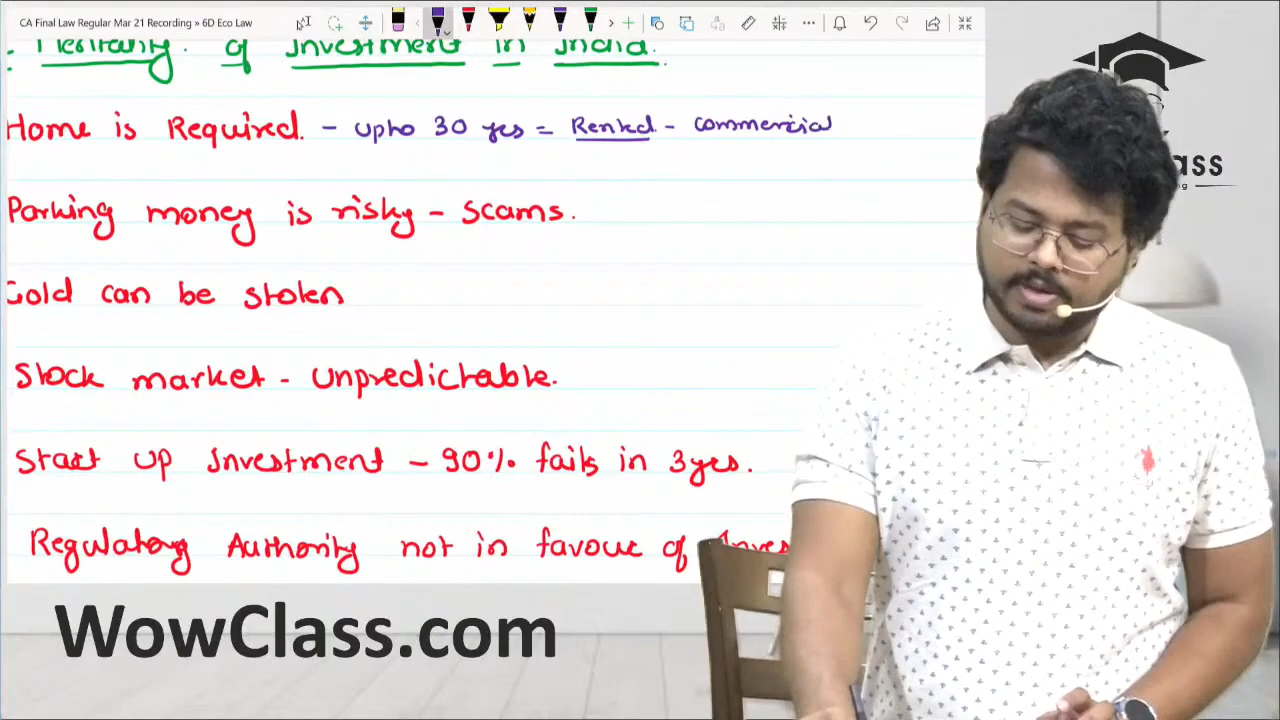 CA Final Law Regular Mar 21 Recording » 6D Eco Law
of Investment in India.
Home is Required. - upto 30 yrs = Rented - commercial
Parking money is risky - scams.
Gold can be stolen
Stock market - Unpredictable.
Start up Investment - 90% fails in 3yrs.
Regulatory Authority not in favour of Inves
ass
WowClass.com